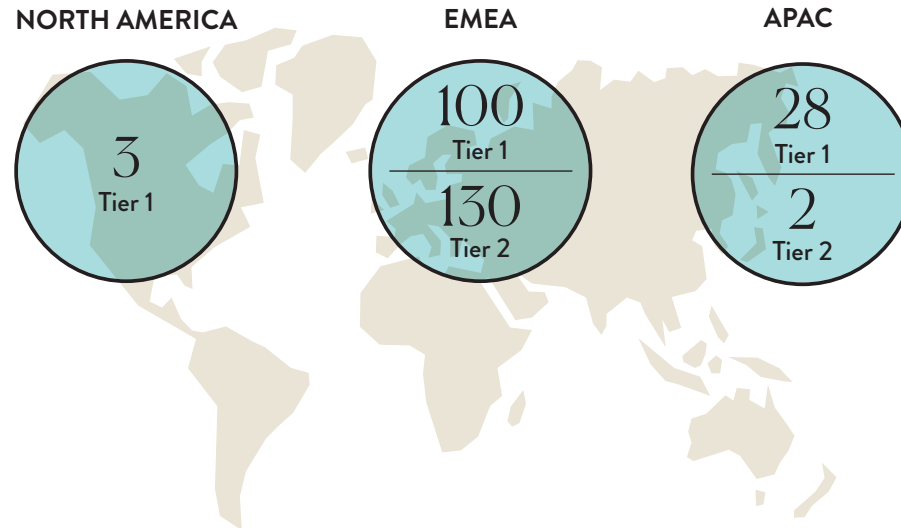 NORTH AMERICA
3
Tier 1
EMEA
100
Tier 1
130
Tier 2
APAC
28
Tier 1
2
Tier 2